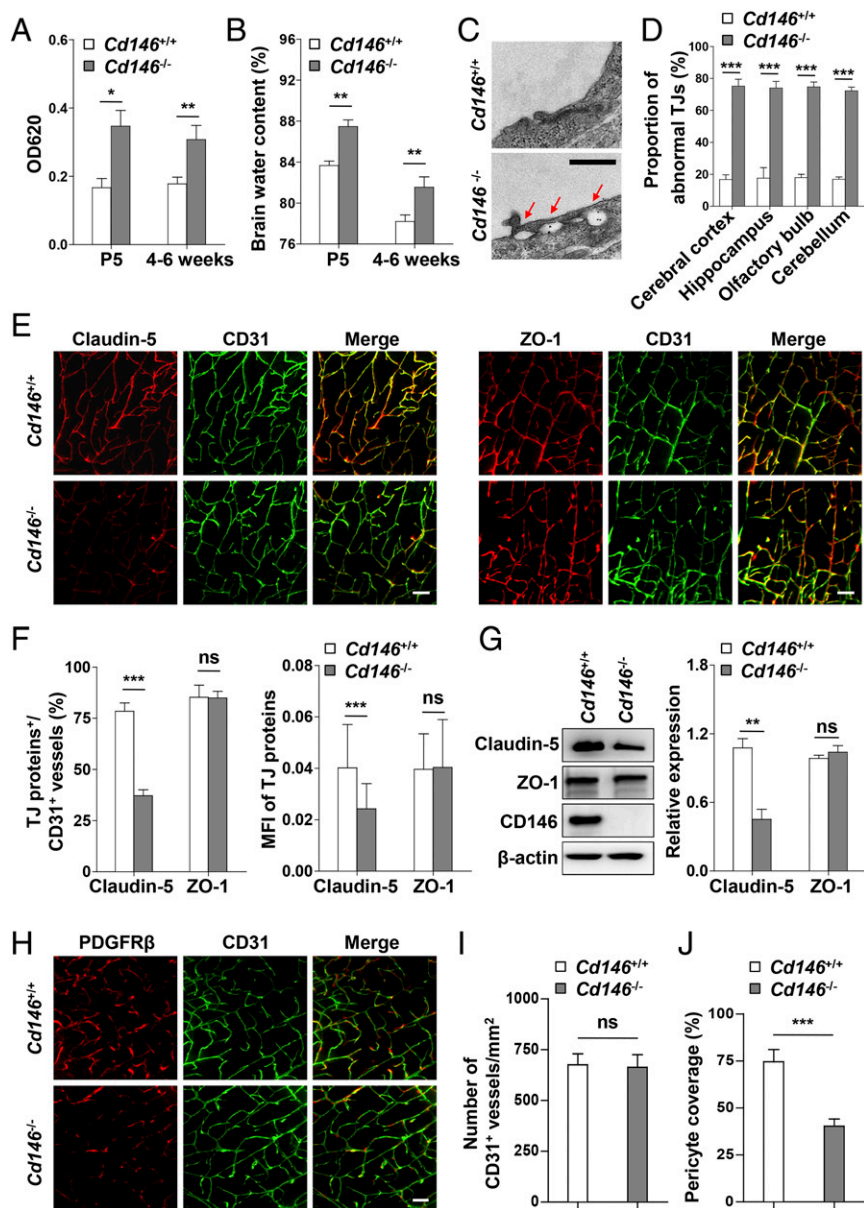 A
Cd146+/+
Cd146-/-
OD620
0.6
0.4
0.2
0.0
*
**
P5
4-6 weeks
B
Cd146+/+
Cd146-/-
Brain water content (%)
96
92
88
84
80
76
**
**
P5
4-6 weeks
C
Cd146+/+
Cd146 -/-
D
Cd146+/+
Cd146-/-
Proportion of
abnormal TJs (%)
100
80
60
40
20
0
***
***
***
***
Cerebral cortex
Hippocampus
Olfactory bulb
Cerebellum
E
Claudin-5
CD31
Merge
ZO-1
CD31
Merge
Cd146+/+
Cd146-/-
F
TJ proteins+/
CD31+ vessels (%)
100
75
50
25
0
***
ns
Claudin-5
ZO-1
Cd146+/+
Cd146-/-
MFI of TJ proteins
0.08
0.06
0.04
0.02
0.00
***
ns
Claudin-5
ZO-1
G
Cd146+/+
Cd146-/-
Claudin-5
ZO-1
CD146
β-actin
Cd146+/+
Cd146-/-
Relative expression
1.8
1.2
0.6
0.0
**
ns
Claudin-5
ZO-1
H
PDGFRβ
CD31
Merge
Cd146+/+
Cd146-/-
I
Cd146+/+
Cd146-/-
Number of
CD31+ vessels/mm2
1000
750
500
250
0
ns
J
Cd146+/+
Cd146-/-
Pericyte coverage (%)
100
75
50
25
0
***